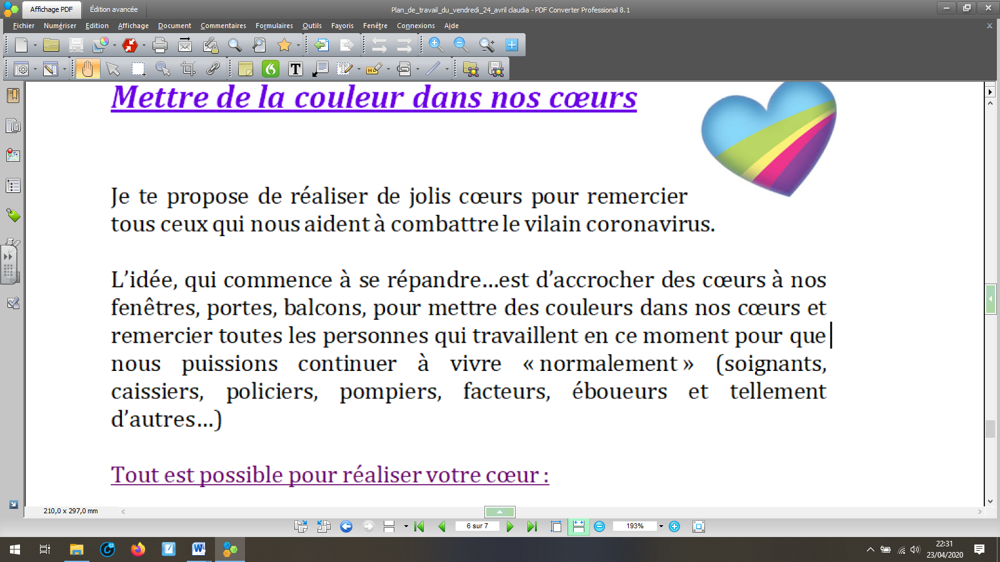 Affichage PDF
Édition avancée
Plan_de_travail_du_vendredi_24_avril claudia - PDF Converter Professional 8.1
Fichier Numériser Edition Affichage Document Commentaires Formulaires Outils Favoris Fenêtre Connexions Aide
Mettre de la couleur dans nos cœurs
Je te propose de réaliser de jolis cœurs pour remercier
tous ceux qui nous aident à combattre le vilain coronavirus.
L’idée, qui commence à se répandre…est d’accrocher des cœurs à nos
fenêtres, portes, balcons, pour mettre des couleurs dans nos cœurs et
remercier toutes les personnes qui travaillent en ce moment pour que
nous puissions continuer à vivre « normalement » (soignants,
caissiers, policiers, pompiers, facteurs, éboueurs et tellement
d’autres…)
Tout est possible pour réaliser votre cœur :
210,0 x 297,0 mm
6 sur 7
193%
22:31
23/04/2020